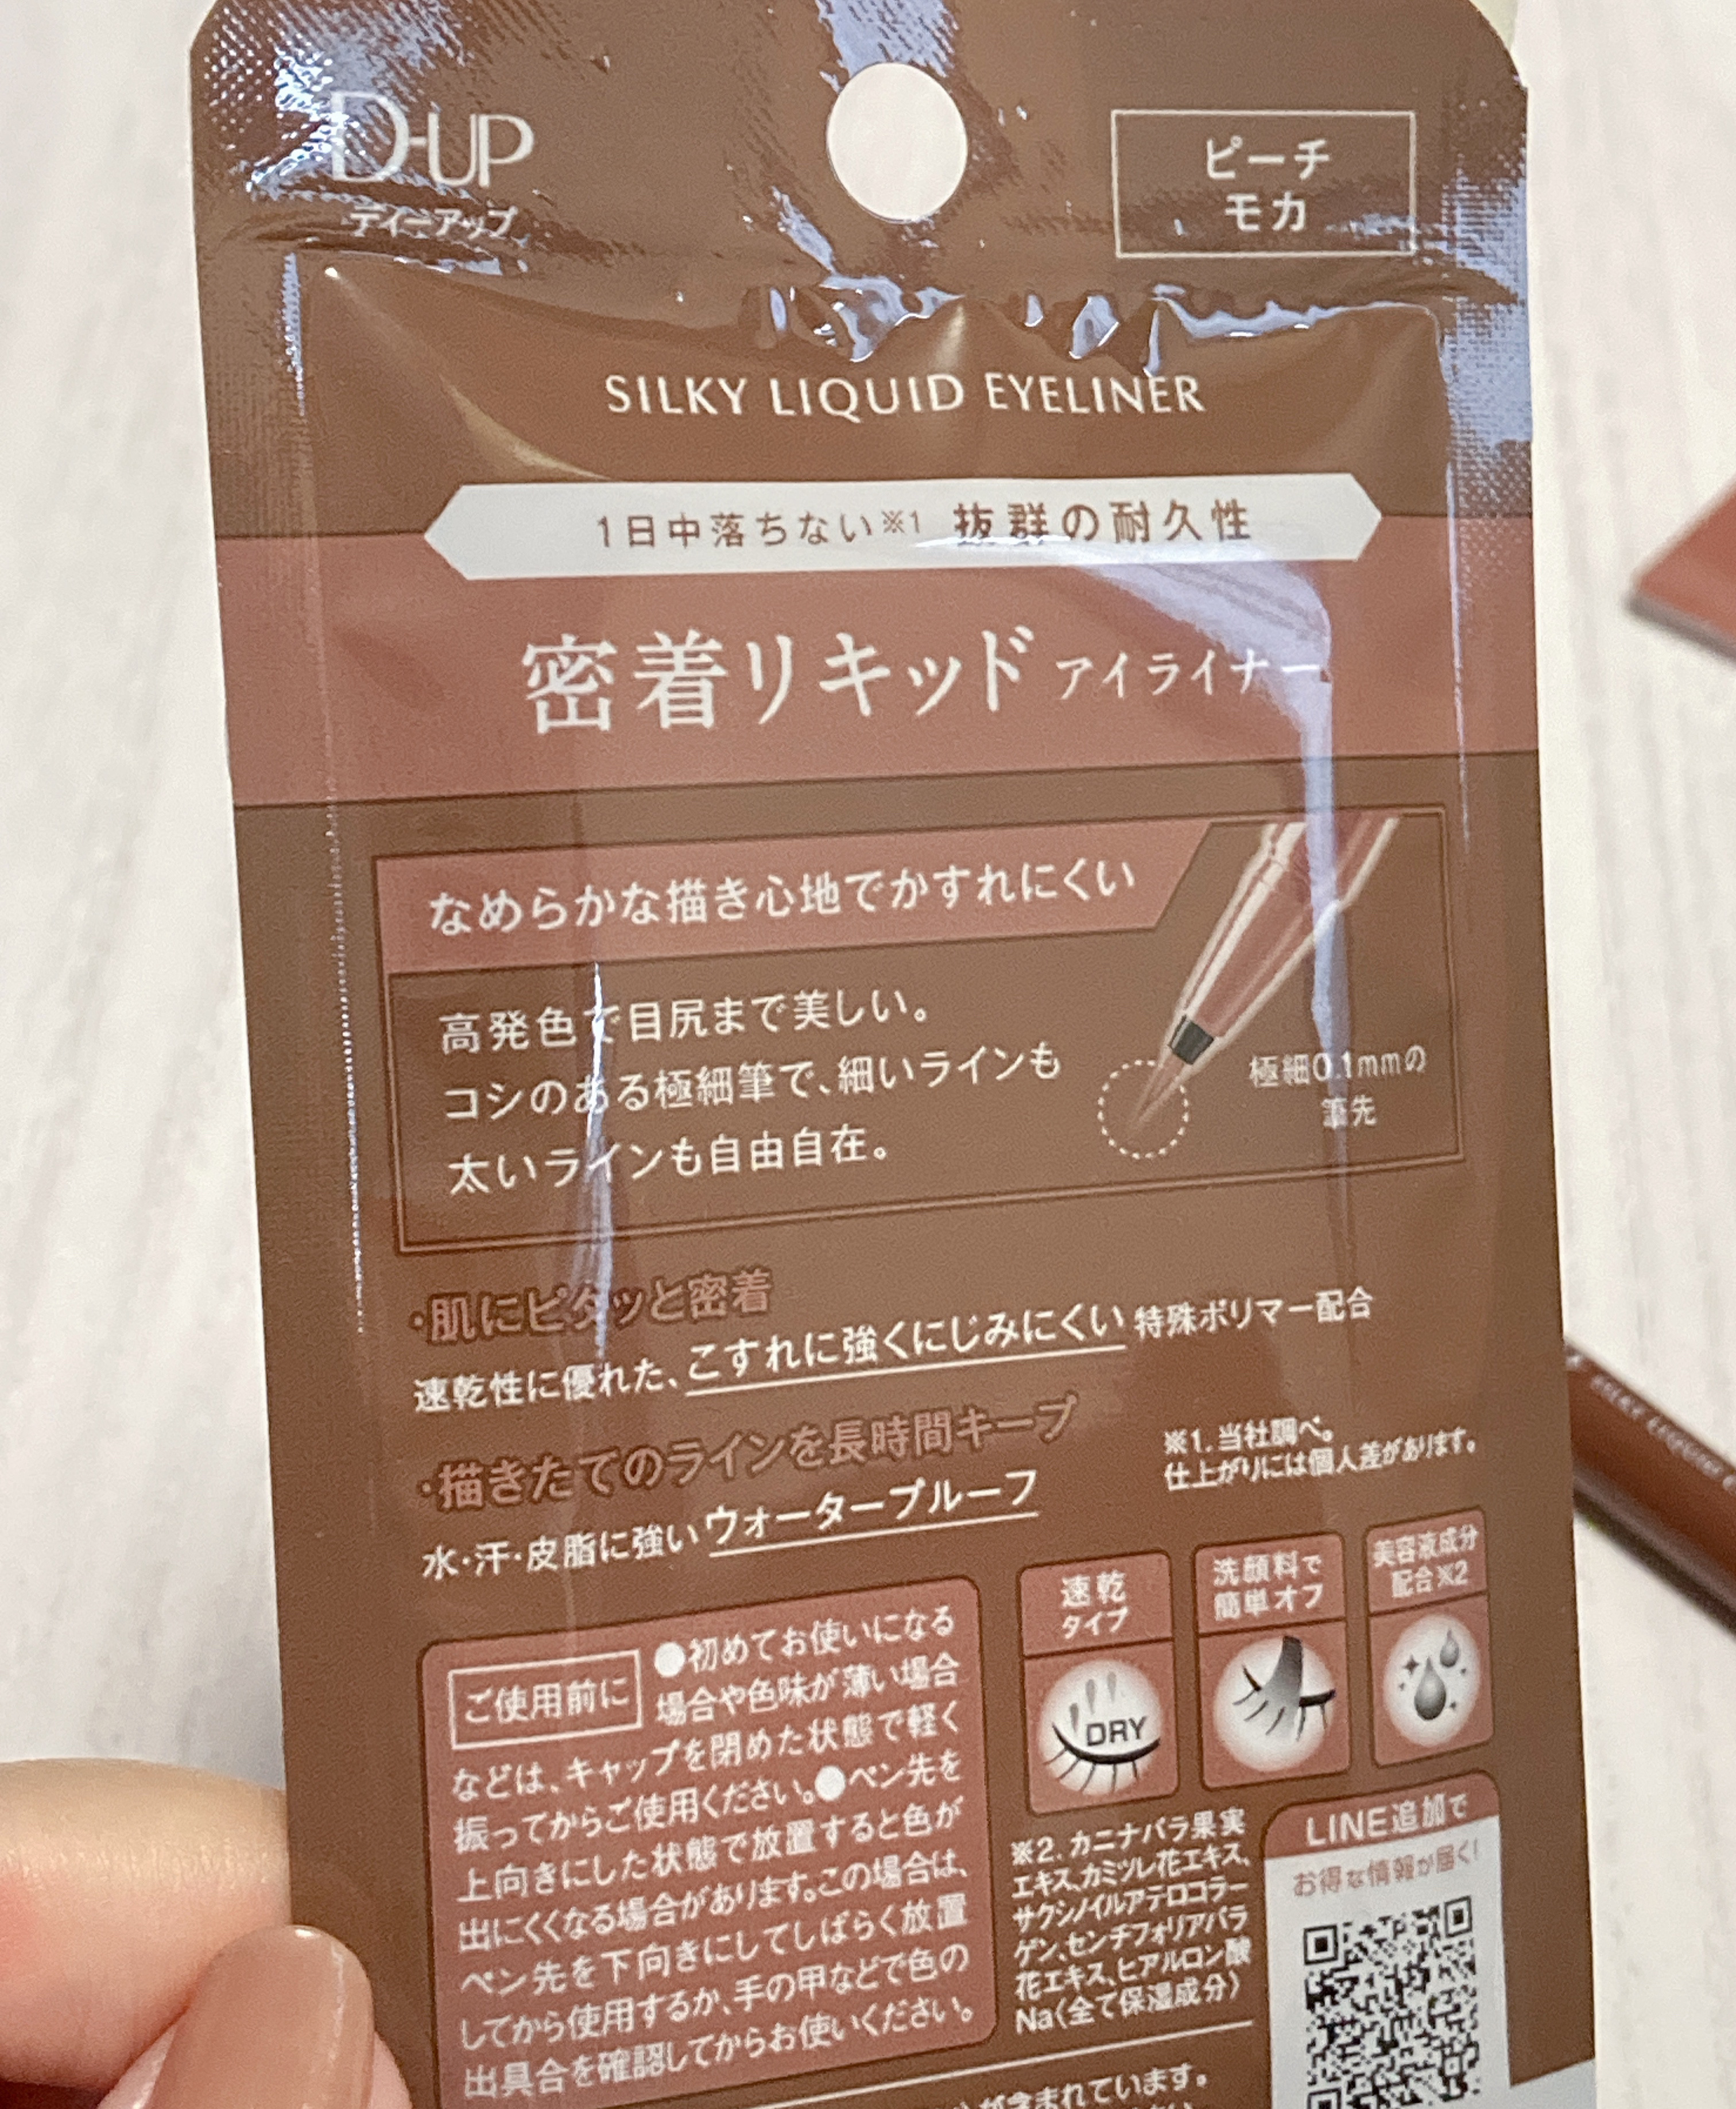 D-UP
ディーアップ
ピーチ
モカ
SILKY LIQUID EYELINER
1日中落ちない※1 抜群の耐久性
密着リキッド アイライナー
なめらかな描き心地でかすれにくい
高発色で目尻まで美しい。
コシのある極細筆で、細いラインも
太いラインも自由自在。
極細0.1mmの
筆先
・肌にピタッと密着
速乾性に優れた、こすれに強くにじみにくい 特殊ポリマー配合
・描きたてのラインを長時間キープ
水・汗・皮脂に強いウォータープルーフ
※1. 当社調べ。
仕上がりには個人差があります。
ご使用前に
●初めてお使いになる
場合や色味が薄い場合
などは、キャップを閉めた状態で軽く
振ってからご使用ください。●ペン先を
上向きにした状態で放置すると色が
出にくくなる場合があります。この場合は、
ペン先を下向きにしてしばらく放置
してから使用するか、手の甲などで色の
出具合を確認してからお使いください。
速乾
タイプ
DRY
洗顔料で
簡単オフ
美容液成分
配合※2
※2. カニナバラ果実
エキス、カミツレ花エキス、
サクシノイルアテロコラー
ゲン、センチフォリアバラ
花エキス、ヒアルロン酸
Na〈全て保湿成分〉
LINE追加で
お得な情報が届く!
が含まれています。
SILKY LIQUID